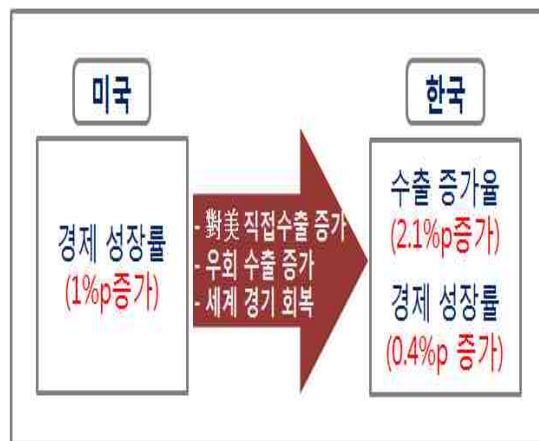 미국
경제 성장률
(1%p증가)
- 對美 직접수출 증가
- 우회 수출 증가
- 세계 경기 회복
한국
수출 증가율
(2.1%p증가)
경제 성장률
(0.4%p 증가)